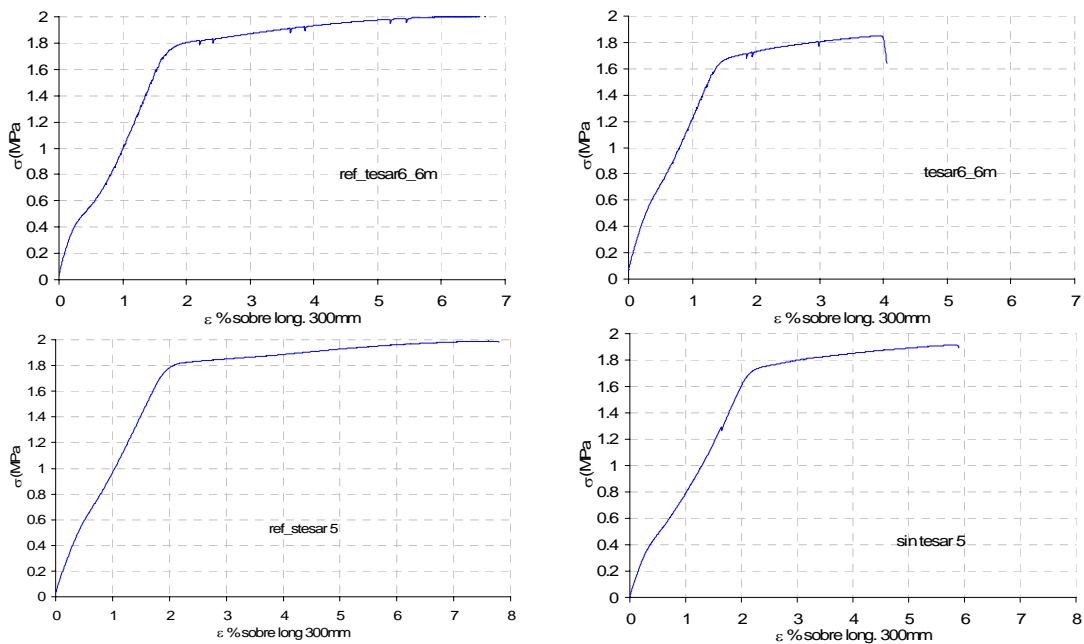 2
1.8
1.6
1.4
1.2
1
0.8
0.6
0.4
0.2
0
σ(MPa
ref_tesar6_6m
0 1 2 3 4 5 6 7
ε % sobre long. 300mm
2
1.8
1.6
1.4
1.2
1
0.8
0.6
0.4
0.2
0
σ(MPa
tesar6_6m
0 1 2 3 4 5 6 7
ε % sobre long. 300mm
2
1.8
1.6
1.4
1.2
1
0.8
0.6
0.4
0.2
0
σ(MPa
ref_stesar 5
0 1 2 3 4 5 6 7 8
ε % sobre long 300mm
2
1.8
1.6
1.4
1.2
1
0.8
0.6
0.4
0.2
0
σ(MPa
sin tesar 5
0 1 2 3 4 5 6 7 8
ε % sobre long. 300mm